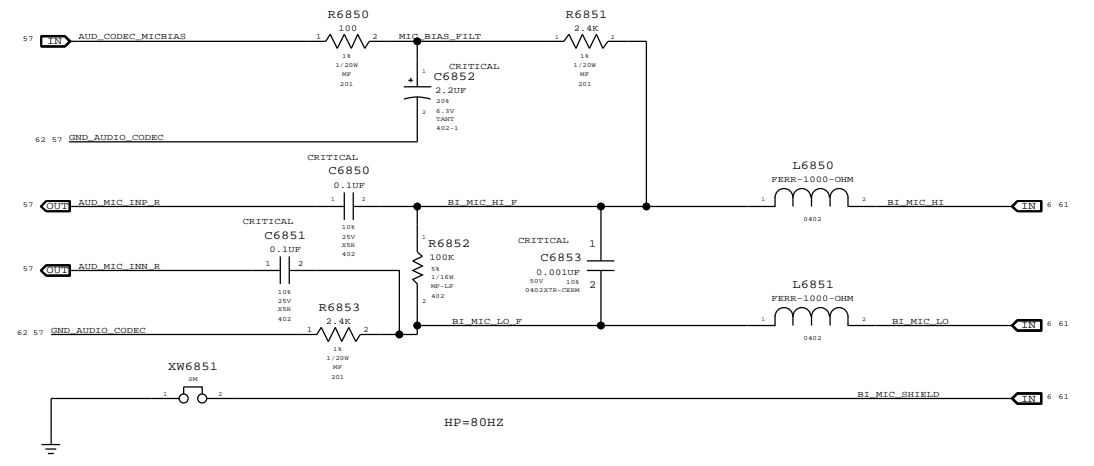 R6850
R6851
100
2.4K
57 IN AUD_CODEC_MICBIAS 1 2 MIC_BIAS_FILT 1 2
1%
1/20W
MF
201
1%
1/20W
MF
201
CRITICAL
1
+
C6852
2.2UF
20%
6.3V
TANT
402-1
2
62 57 GND_AUDIO_CODEC
CRITICAL
C6850
0.1UF
L6850
FERR-1000-OHM
57 OUT AUD_MIC_INP_R 1 2 BI_MIC_HI_F 1 2 BI_MIC_HI IN 6 61
0402
10%
25V
X5R
402
CRITICAL
C6851
0.1UF
57 OUT AUD_MIC_INN_R 1 2
10%
25V
X5R
402
1
R6852
100K
5%
1/16W
MF-LF
402
2
CRITICAL 1
C6853
0.001UF
50V 10% 2
0402X7R-CERM
L6851
FERR-1000-OHM
BI_MIC_LO_F 1 2 BI_MIC_LO IN 6 61
0402
R6853
2.4K
62 57 GND_AUDIO_CODEC 1 2
1%
1/20W
MF
201
XW6851
SM
1 2 BI_MIC_SHIELD IN 6 61
HP=80HZ